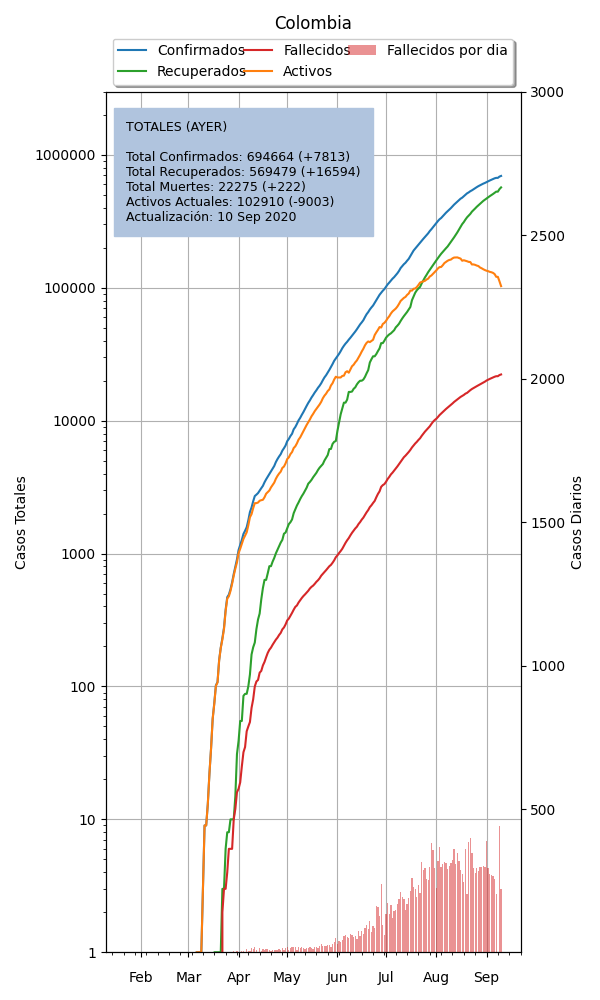 Colombia
Confirmados Fallecidos Fallecidos por dia
Recuperados Activos
TOTALES (AYER)
Total Confirmados: 694664 (+7813)
Total Recuperados: 569479 (+16594)
Total Muertes: 22275 (+222)
Activos Actuales: 102910 (-9003)
Actualización: 10 Sep 2020
Casos Totales
1000000
100000
10000
1000
100
10
1
3000
2500
2000
1500
1000
500
Casos Diarios
Feb Mar Apr May Jun Jul Aug Sep